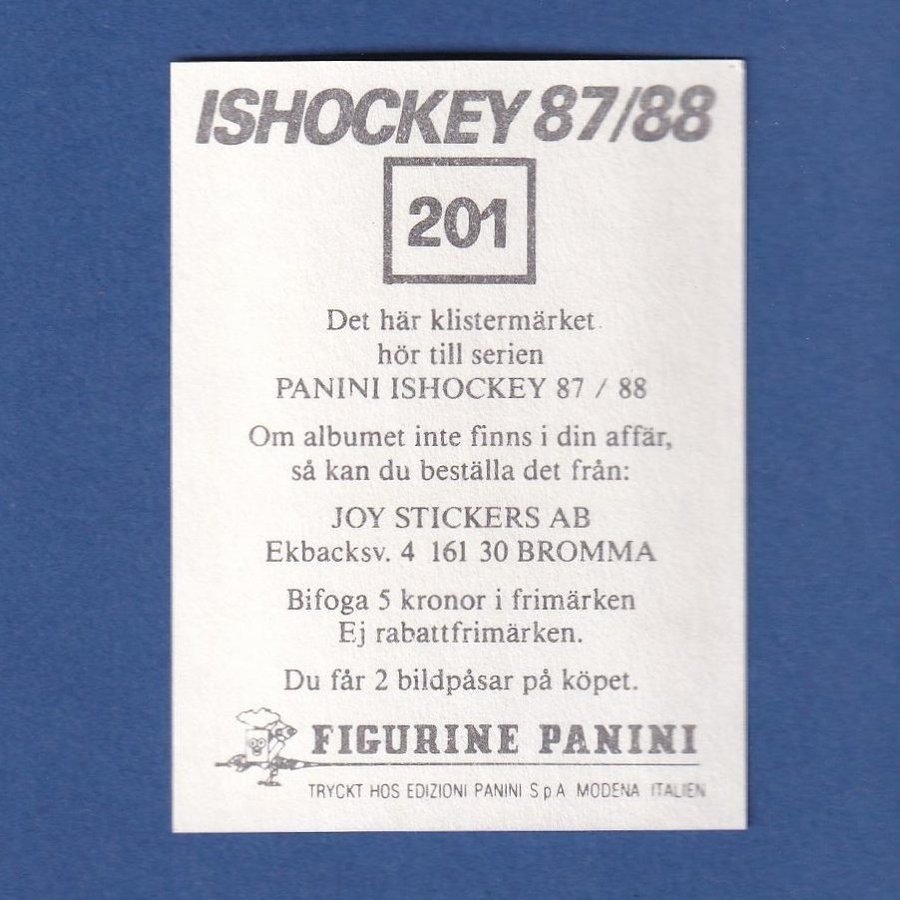 ISHOCKEY 87/88
201
Det här klistermärket
hör till serien
PANINI ISHOCKEY 87 / 88
Om albumet inte finns i din affär,
så kan du beställa det från:
JOY STICKERS AB
Ekbacksv. 4 161 30 BROMMA
Bifoga 5 kronor i frimärken
Ej rabattfrimärken.
Du får 2 bildpåsar på köpet.
FIGURINE PANINI
TRYCKT HOS EDIZIONI PANINI S p A MODENA ITALIEN